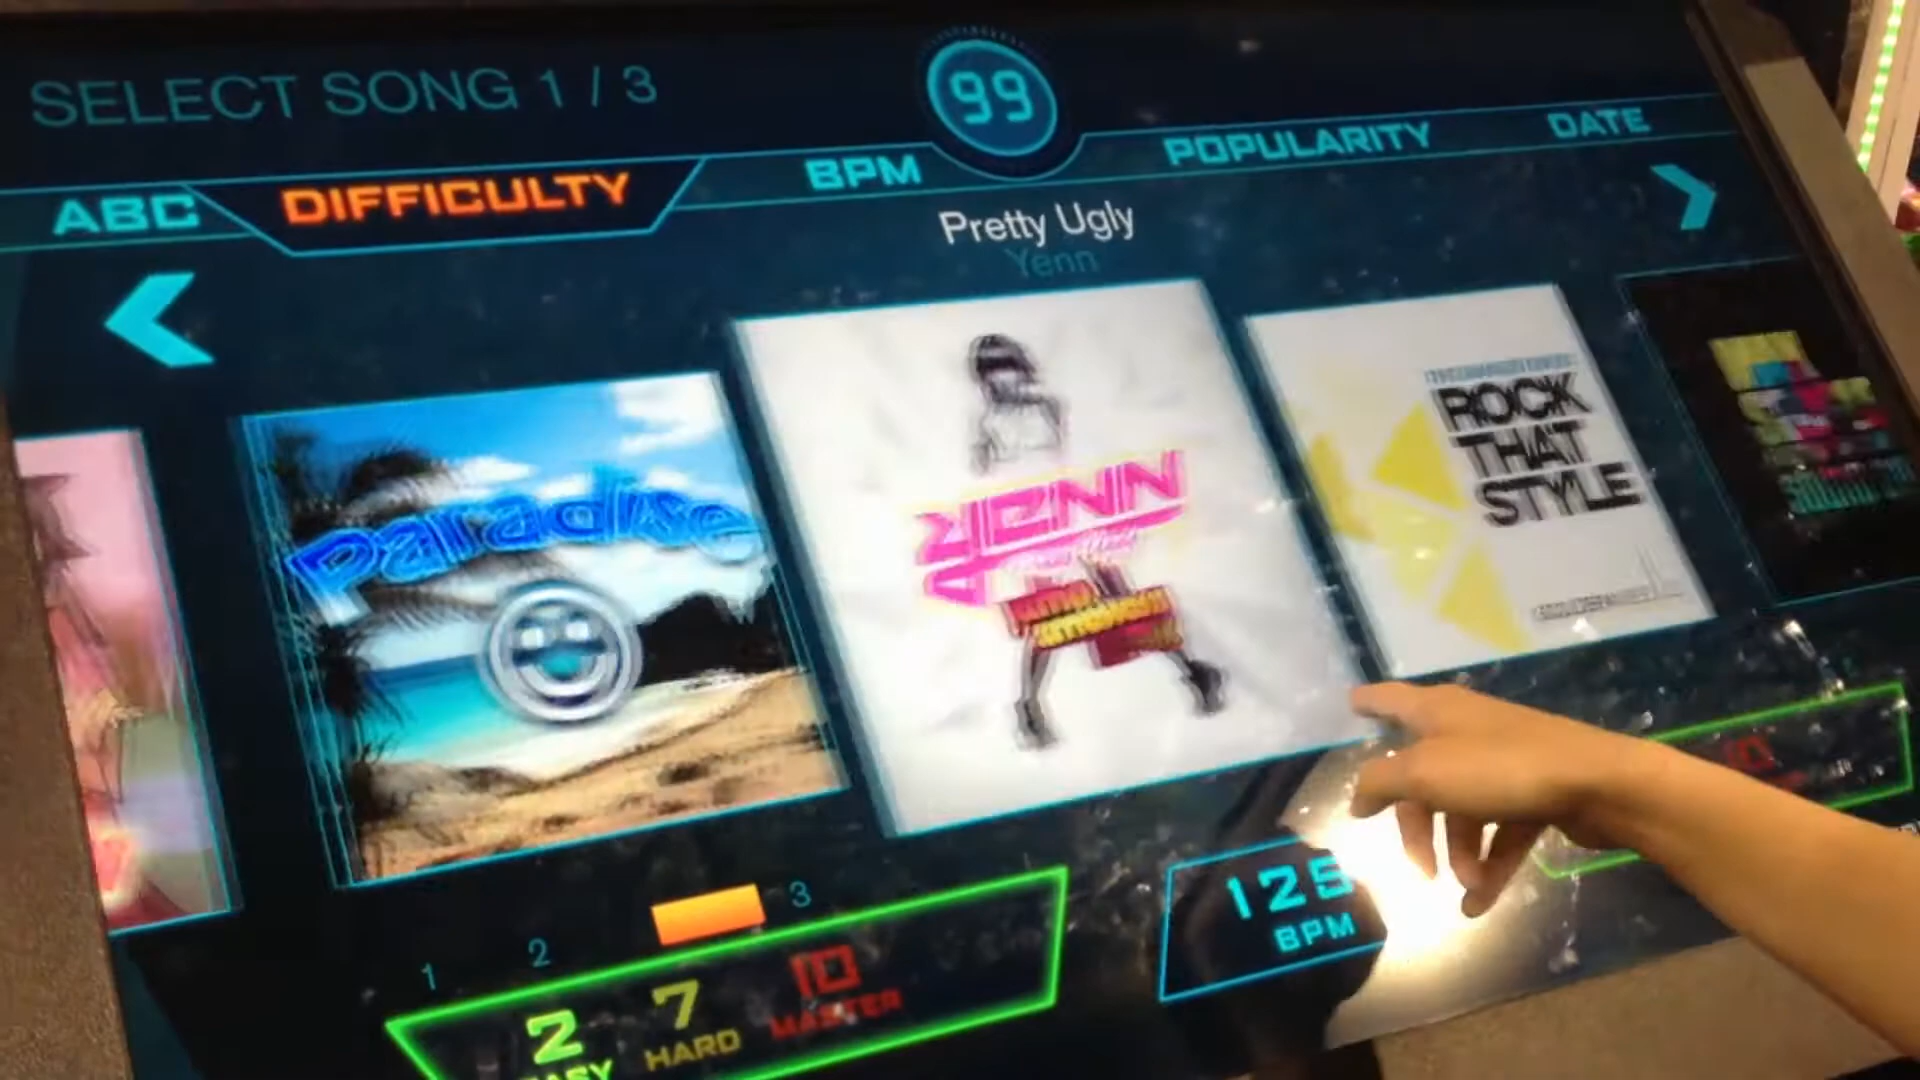 SELECT SONG 1 / 3
99
ABC
DIFFICULTY
BPM
POPULARITY
DATE
Pretty Ugly
Yenn
Paradise
YENN
ROCK
THAT
STYLE
1
2
3
2
EASY
7
HARD
10
MASTER
125
BPM
10